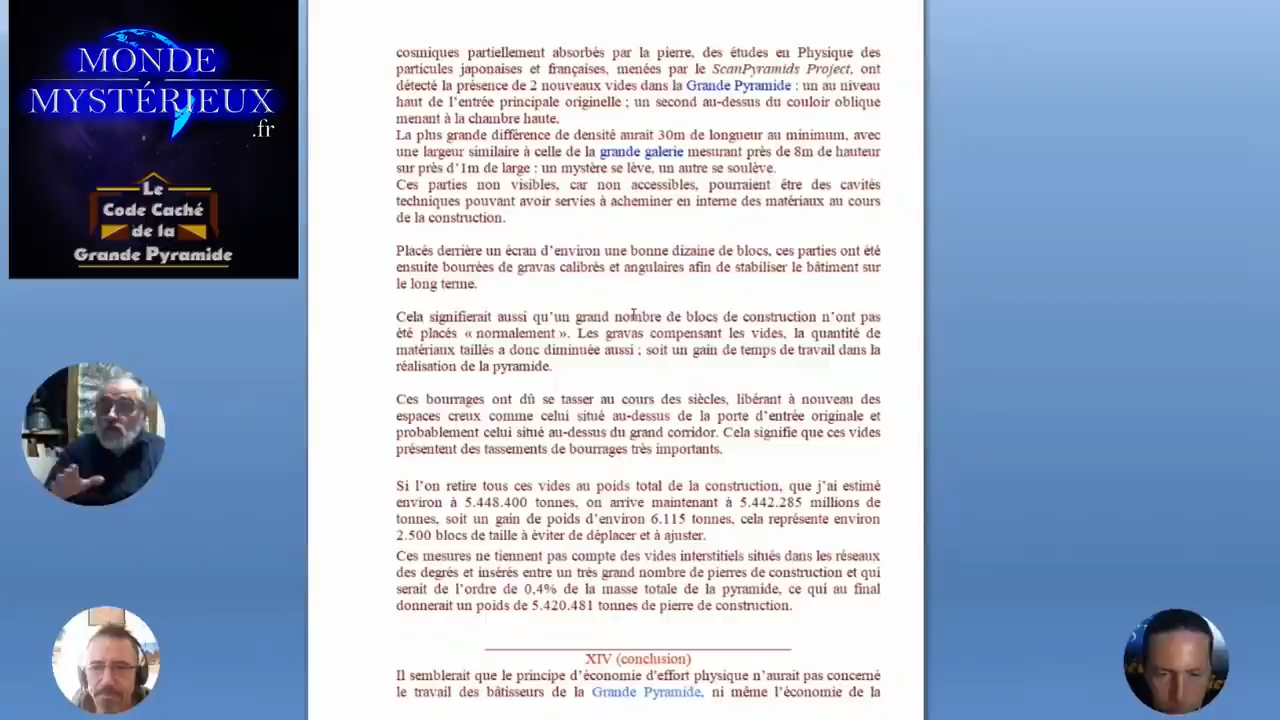 MONDE
MYSTÉRIEUX
.fr
Le
Code Caché
de la
Grande Pyramide
cosmiques partiellement absorbés par la pierre, des études en Physique des
particules japonaises et françaises, menées par le ScanPyramids Project, ont
détecté la présence de 2 nouveaux vides dans la Grande Pyramide : un au niveau
haut de l'entrée principale originelle ; un second au-dessus du couloir oblique
menant à la chambre haute.
La plus grande différence de densité aurait 30m de longueur au minimum, avec
une largeur similaire à celle de la grande galerie mesurant près de 8m de hauteur
sur près d'1m de large ; un mystère se lève, un autre se soulève.
Ces parties non visibles, car non accessibles, pourraient être des cavités
techniques pouvant avoir servies à acheminer en interne des matériaux au cours
de la construction.
Placés derrière un écran d'environ une bonne dizaine de blocs, ces parties ont été
ensuite bourrées de gravas calibrés et angulaires afin de stabiliser le bâtiment sur
le long terme.
Cela signifierait aussi qu'un grand nombre de blocs de construction n'ont pas
été placés « normalement ». Les gravas compensant les vides, la quantité de
matériaux taillés a donc diminuée aussi ; soit un gain de temps de travail dans la
réalisation de la pyramide.
Ces bourrages ont dû se tasser au cours des siècles, libérant à nouveau des
espaces creux comme celui situé au-dessus de la porte d'entrée originale et
probablement celui situé au-dessus du grand corridor. Cela signifie que ces vides
présentent des tassements de bourrages très importants.
Si l'on retire tous ces vides au poids total de la construction, que j'ai estimé
environ à 5.448.400 tonnes, on arrive maintenant à 5.442.285 millions de
tonnes, soit un gain de poids d'environ 6.115 tonnes, cela représente environ
2.500 blocs de taille à éviter de déplacer et à ajuster.
Ces mesures ne tiennent pas compte des vides interstitiels situés dans les réseaux
des degrés et insérés entre un très grand nombre de pierres de construction et qui
serait de l'ordre de 0,4% de la masse totale de la pyramide, ce qui au final
donnerait un poids de 5.420.481 tonnes de pierre de construction.
XIV (conclusion)
Il semblerait que le principe d'économie d'effort physique n'aurait pas concerné
le travail des bâtisseurs de la Grande Pyramide, ni même l'économie de la